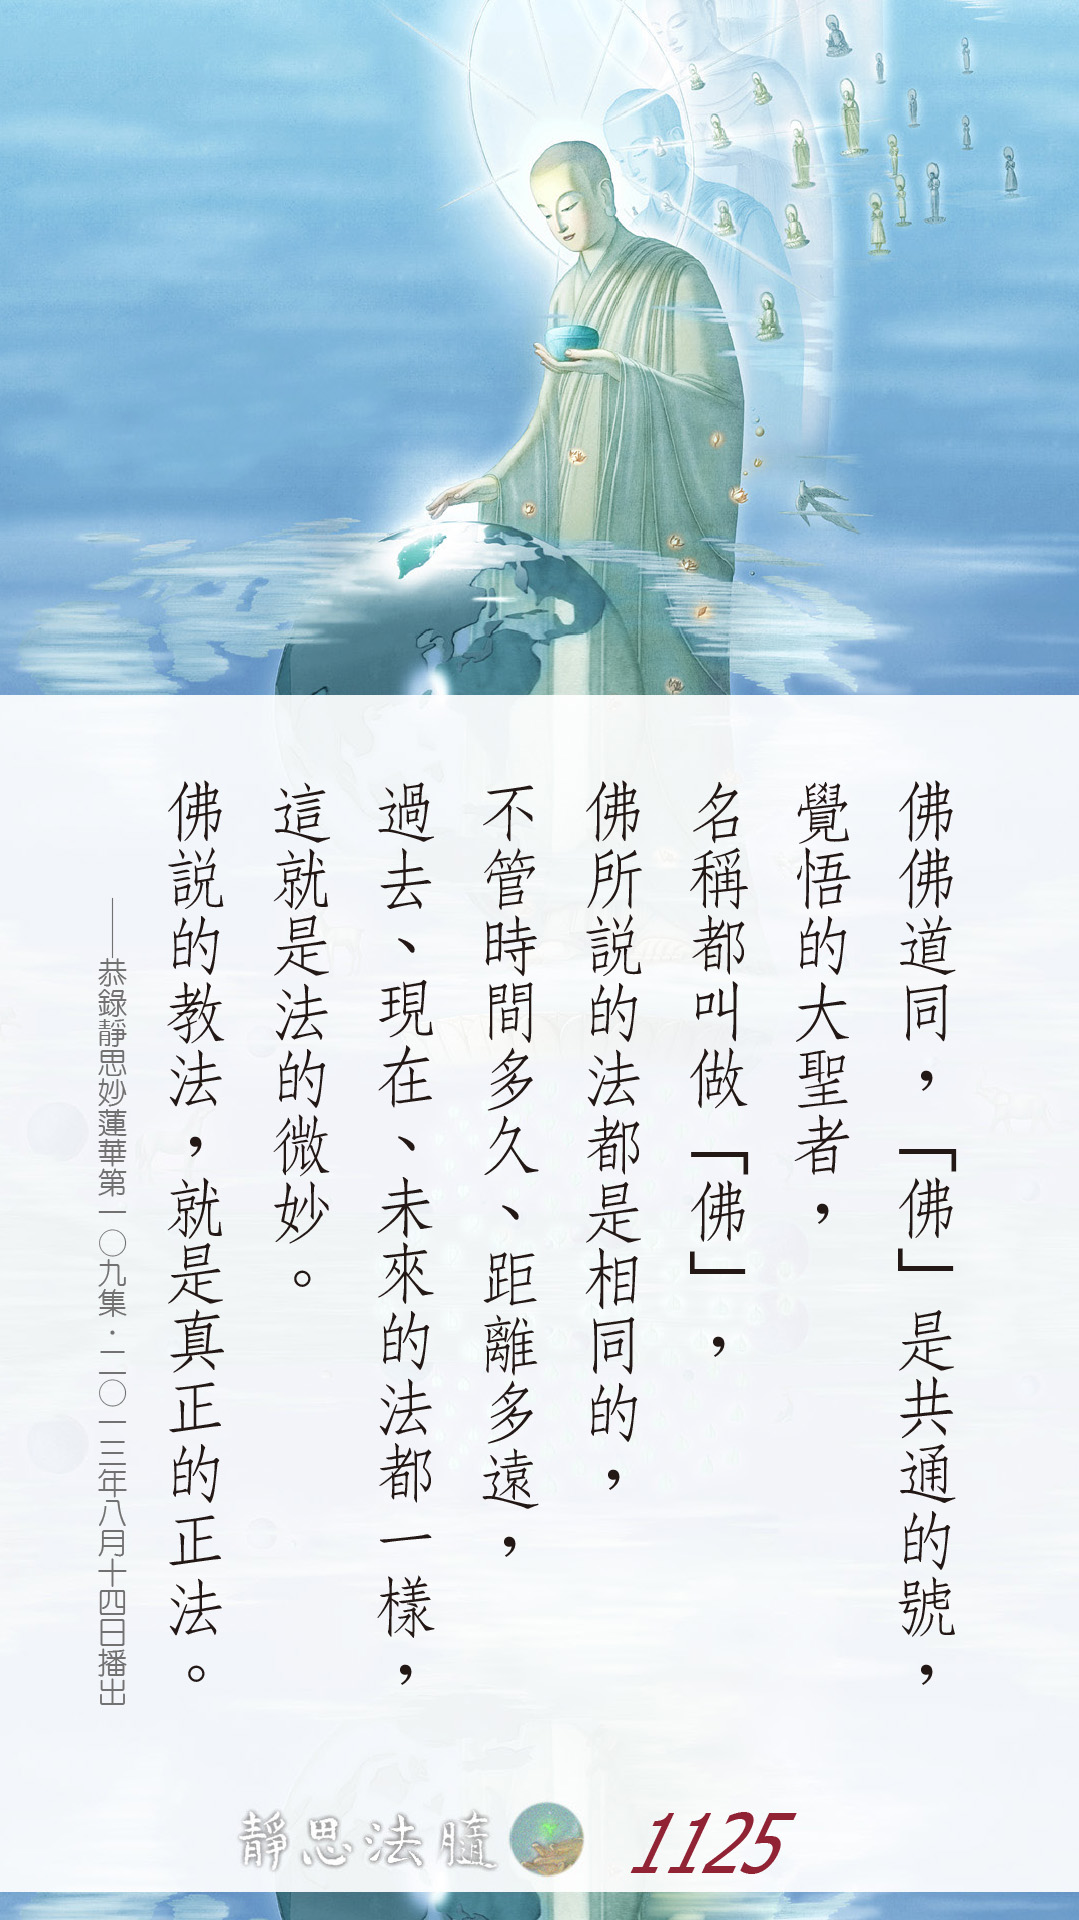 佛佛道同，「佛」是共通的號，
覺悟的大聖者，
名稱都叫做「佛」，
佛所説的法都是相同的，
不管時間多久、距離多遠，
過去、現在、未來的法都一樣，
這就是法的微妙。
佛説的教法，就是真正的正法。
——恭錄靜思妙蓮華第一〇九集．二〇一三年八月十四日播出
靜思法髓
1125